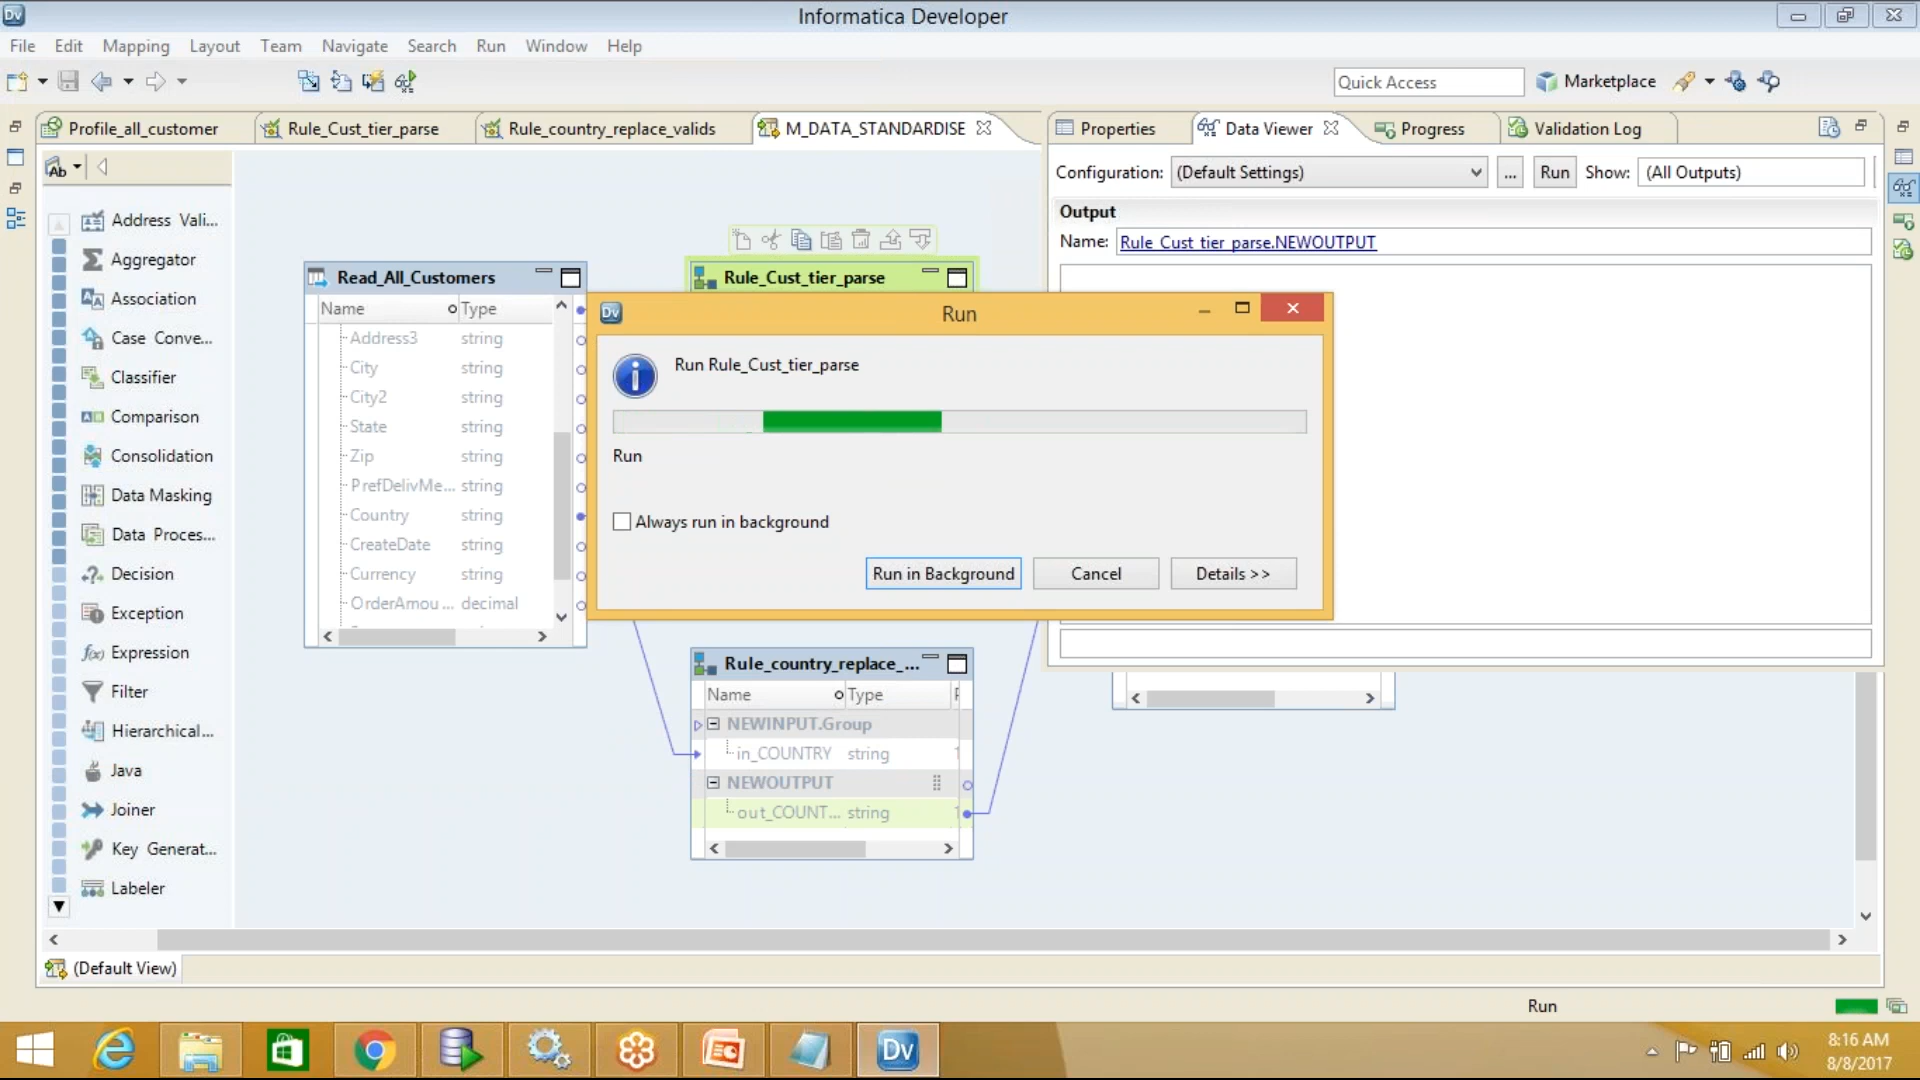 Dv
Informatica Developer
File Edit Mapping Layout Team Navigate Search Run Window Help
Quick Access
Marketplace
Profile_all_customer
Rule_Cust_tier_parse
Rule_country_replace_valids
M_DATA_STANDARDISE
Properties
Data Viewer
Progress
Validation Log
Configuration: (Default Settings) ... Run Show: (All Outputs)
Output
Name: Rule_Cust_tier_parse.NEWOUTPUT
Ab
Address Vali...
Aggregator
Association
Case Conve...
Classifier
Comparison
Consolidation
Data Masking
Data Proces...
Decision
Exception
Expression
Filter
Hierarchical...
Java
Joiner
Key Generat...
Labeler
Read_All_Customers
Name Type
Address3 string
City string
City2 string
State string
Zip string
PrefDelivMe... string
Country string
CreateDate string
Currency string
OrderAmou... decimal
Rule_Cust_tier_parse
Dv
Run
Run Rule_Cust_tier_parse
Run
Always run in background
Run in Background Cancel Details >>
Rule_country_replace_...
Name Type
NEWINPUT.Group
in_COUNTRY string
NEWOUTPUT
out_COUNT... string
(Default View)
Run
Dv
8:16 AM
8/8/2017